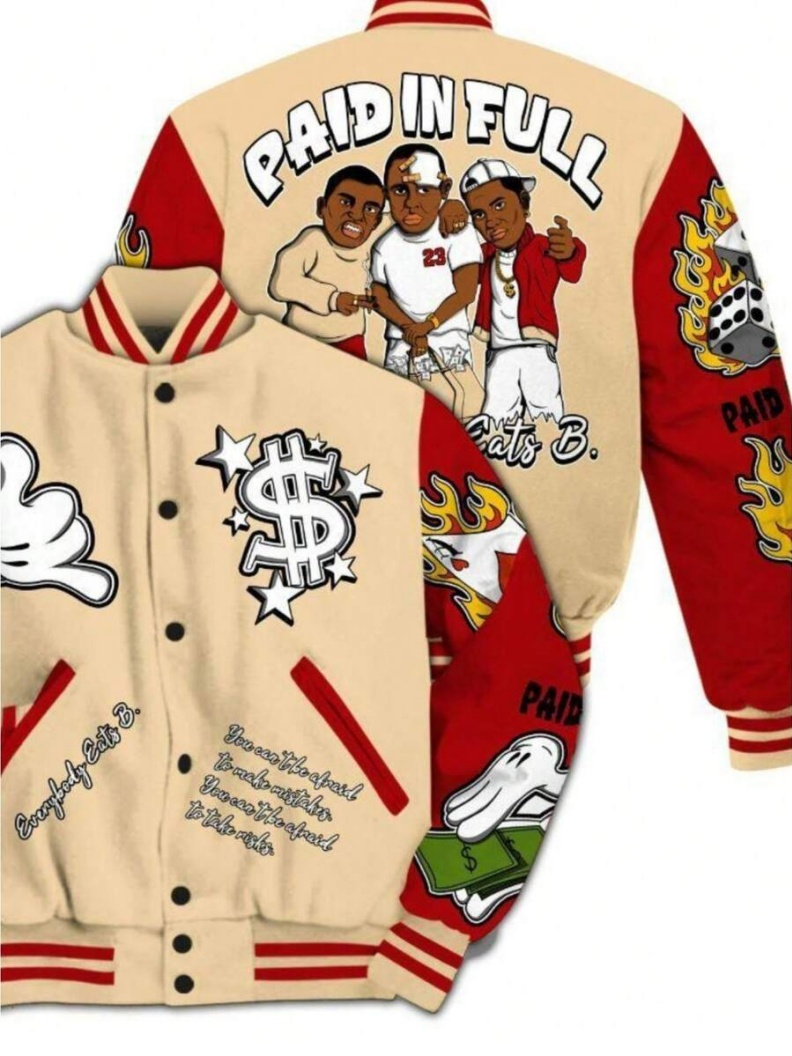 PAID IN FULL
23
Eats B.
PAID
$
PAID
Everybody Eats B.
You can't be afraid
to make mistakes.
You can't be afraid
to take risks.
$
$